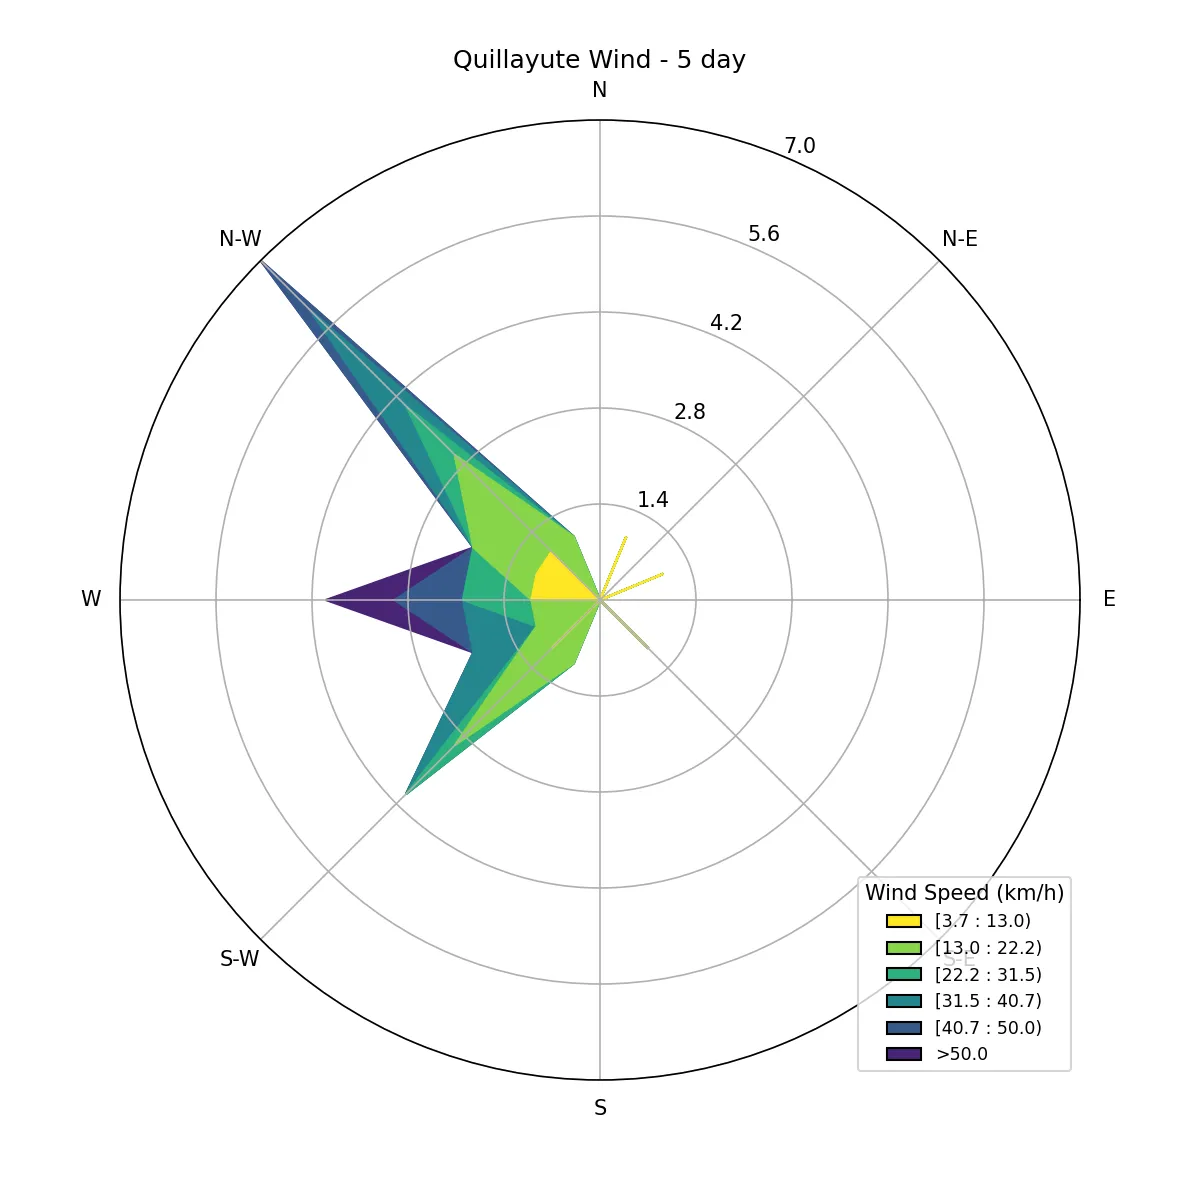 Quillayute Wind - 5 day
N
7.0
5.6
N-W
N-E
4.2
2.8
1.4
W
E
S-W
S-E
Wind Speed (km/h)
[3.7 : 13.0)
[13.0 : 22.2)
[22.2 : 31.5)
[31.5 : 40.7)
[40.7 : 50.0)
>50.0
S